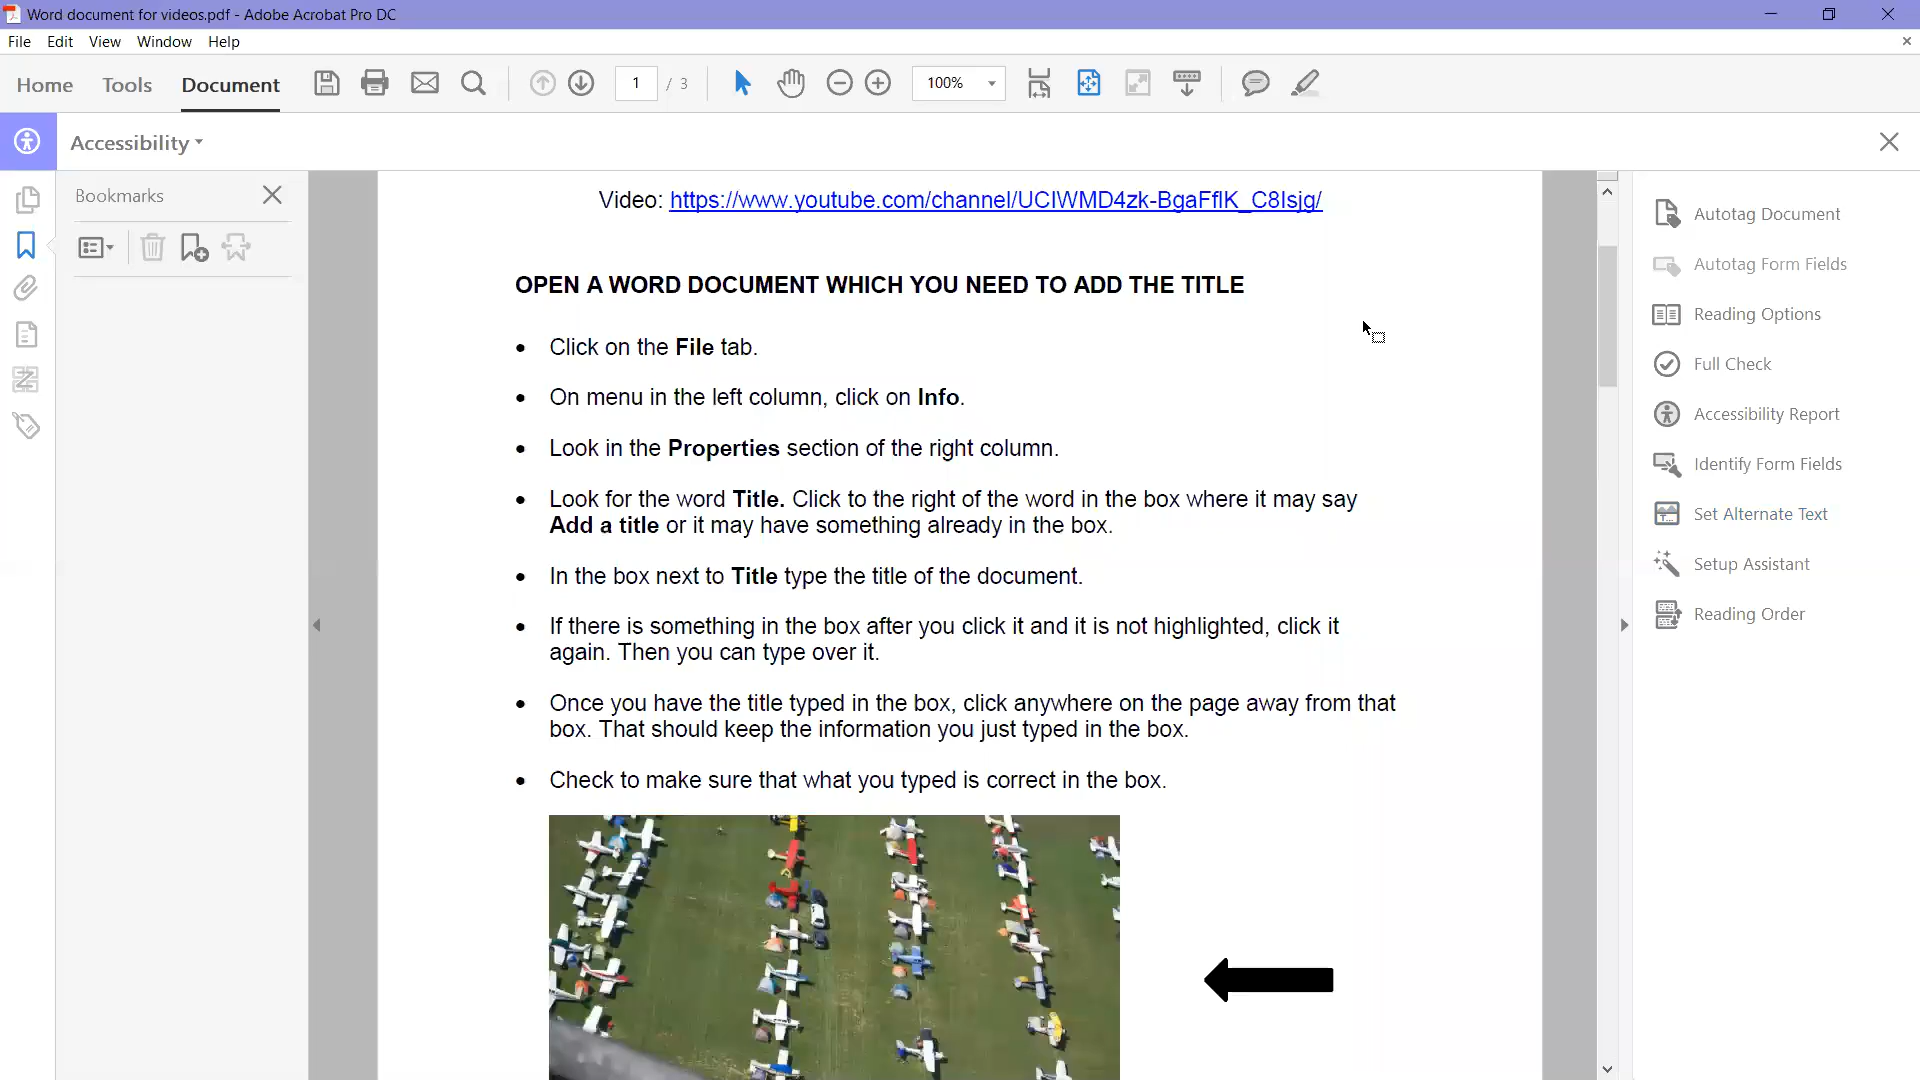 Word document for videos.pdf - Adobe Acrobat Pro DC
File Edit View Window Help
Home Tools Document 1 / 3 100%
Accessibility
Bookmarks
Video: https://www.youtube.com/channel/UCIWMD4zk-BgaFfIK_C8Isjg/
OPEN A WORD DOCUMENT WHICH YOU NEED TO ADD THE TITLE
• Click on the File tab.
• On menu in the left column, click on Info.
• Look in the Properties section of the right column.
• Look for the word Title. Click to the right of the word in the box where it may say
Add a title or it may have something already in the box.
• In the box next to Title type the title of the document.
• If there is something in the box after you click it and it is not highlighted, click it
again. Then you can type over it.
• Once you have the title typed in the box, click anywhere on the page away from that
box. That should keep the information you just typed in the box.
• Check to make sure that what you typed is correct in the box.
Autotag Document
Autotag Form Fields
Reading Options
Full Check
Accessibility Report
Identify Form Fields
Set Alternate Text
Setup Assistant
Reading Order